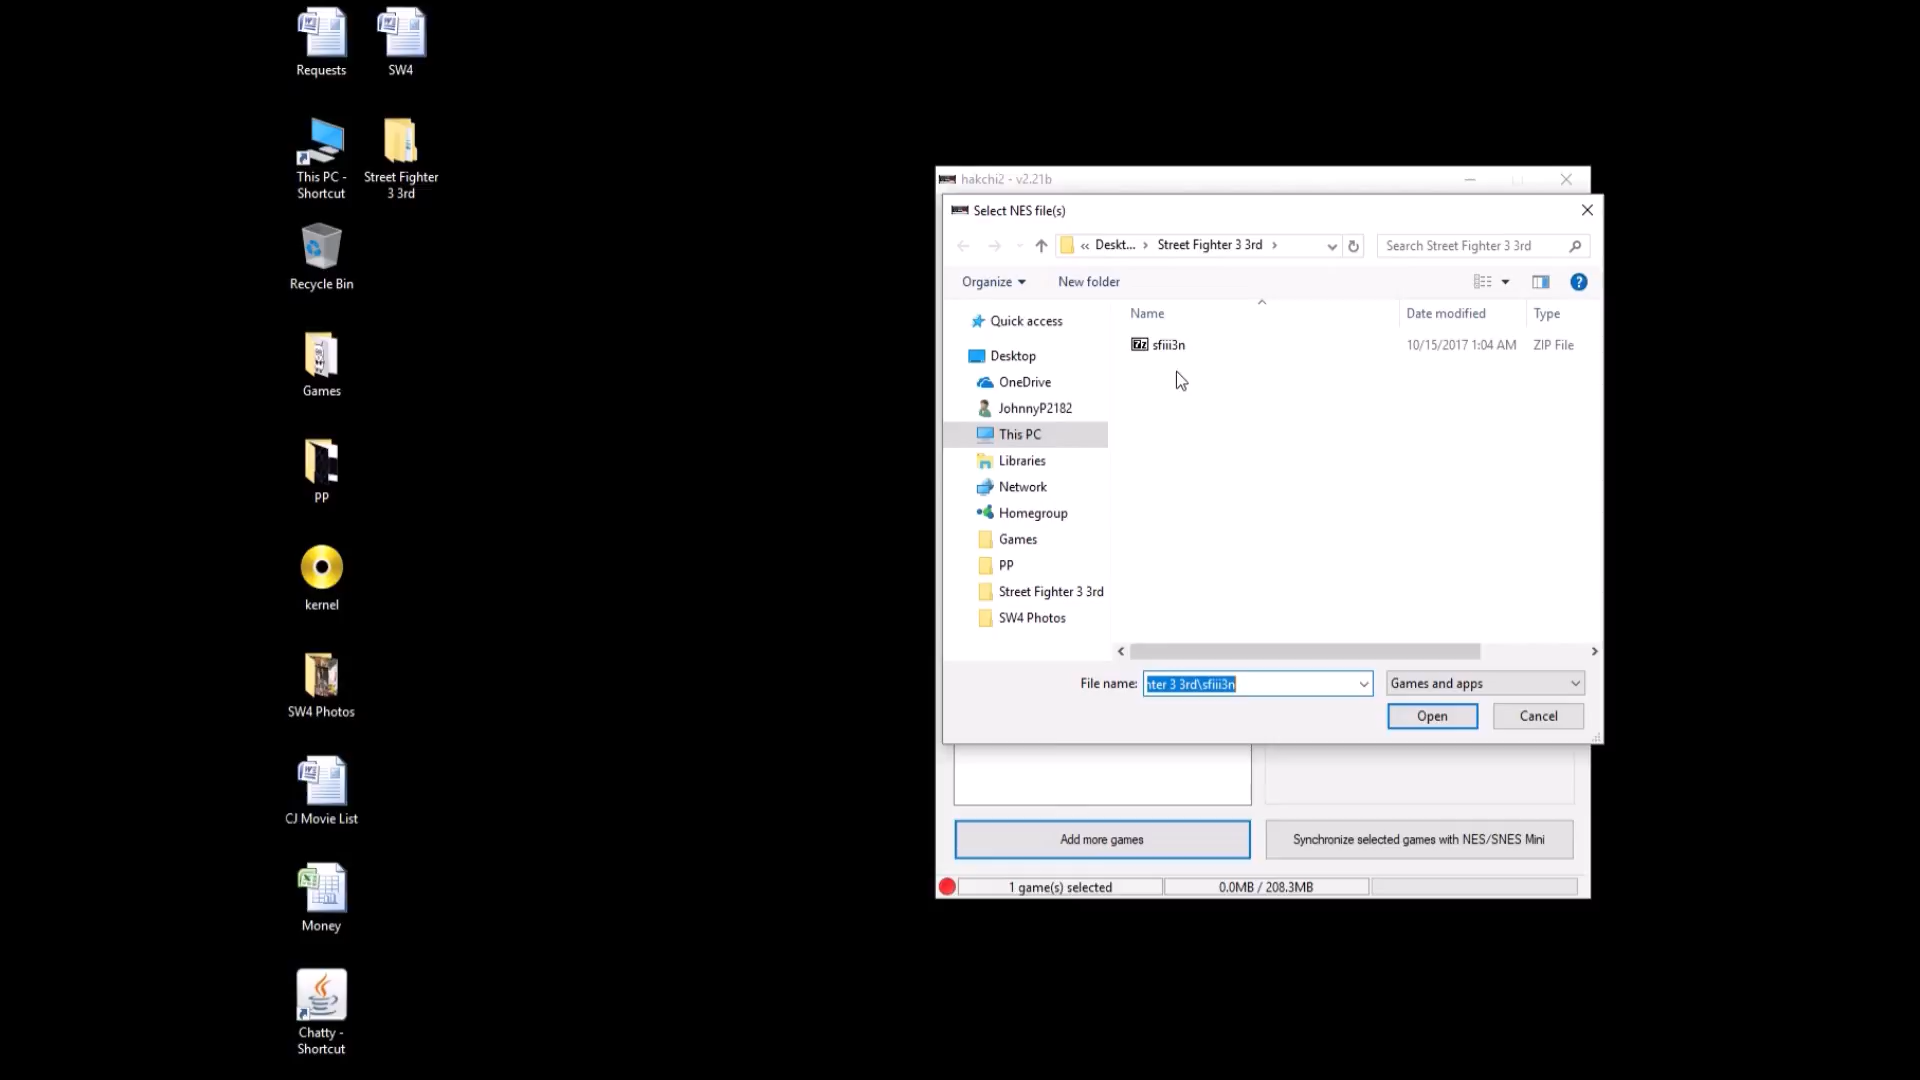 Requests
SW4
This PC -
Shortcut
Street Fighter
3 3rd
Recycle Bin
Games
PP
kernel
SW4 Photos
CJ Movie List
Money
Chatty -
Shortcut
hakchi2 - v2.21b
Select NES file(s)
« Deskt... › Street Fighter 3 3rd ›
Search Street Fighter 3 3rd
Organize
New folder
Name
Date modified
Type
sfiii3n
10/15/2017 1:04 AM
ZIP File
Quick access
Desktop
OneDrive
JohnnyP2182
This PC
Libraries
Network
Homegroup
Games
PP
Street Fighter 3 3rd
SW4 Photos
File name:
nter 3 3rd\sfiii3n
Games and apps
Open
Cancel
Add more games
Synchronize selected games with NES/SNES Mini
1 game(s) selected
0.0MB / 208.3MB